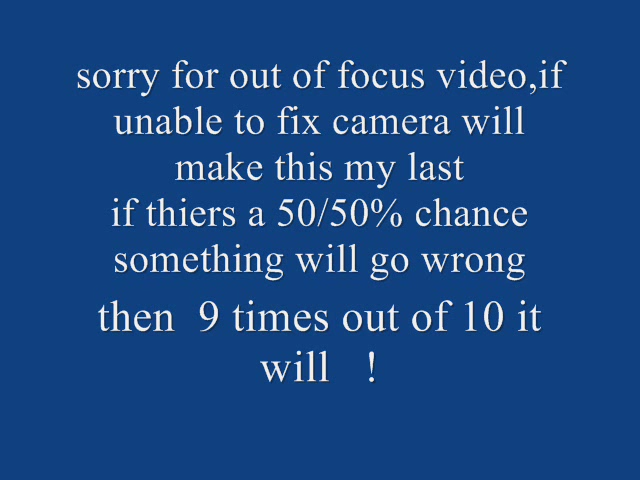 sorry for out of focus video,if
unable to fix camera will
make this my last
if thiers a 50/50% chance
something will go wrong
then  9 times out of 10 it
will   !